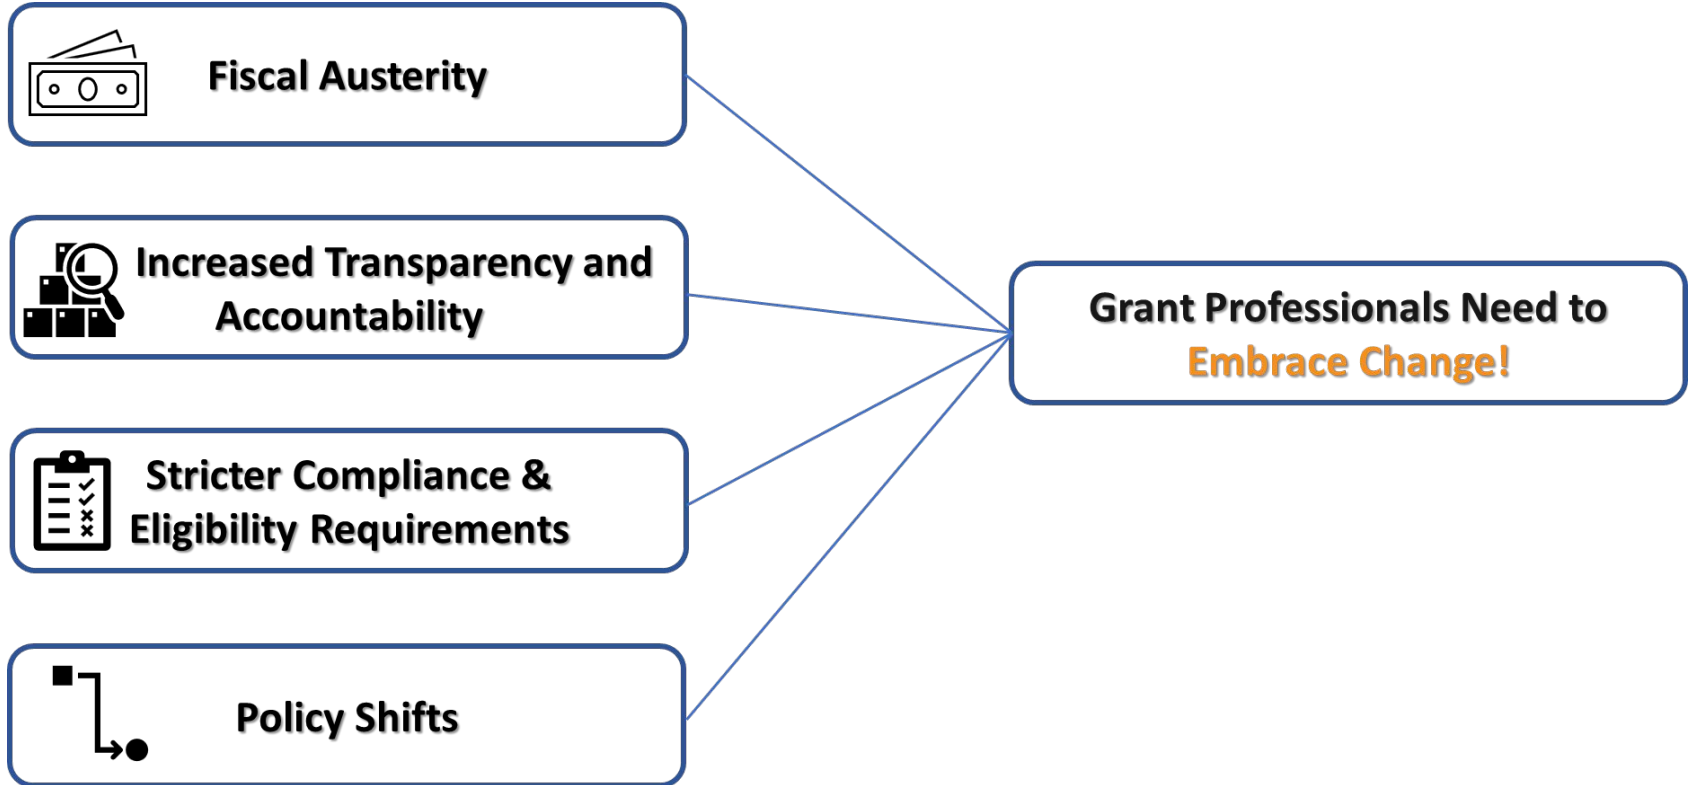 Fiscal Austerity
Increased Transparency and
Accountability
Stricter Compliance &
Eligibility Requirements
Policy Shifts
Grant Professionals Need to
Embrace Change!